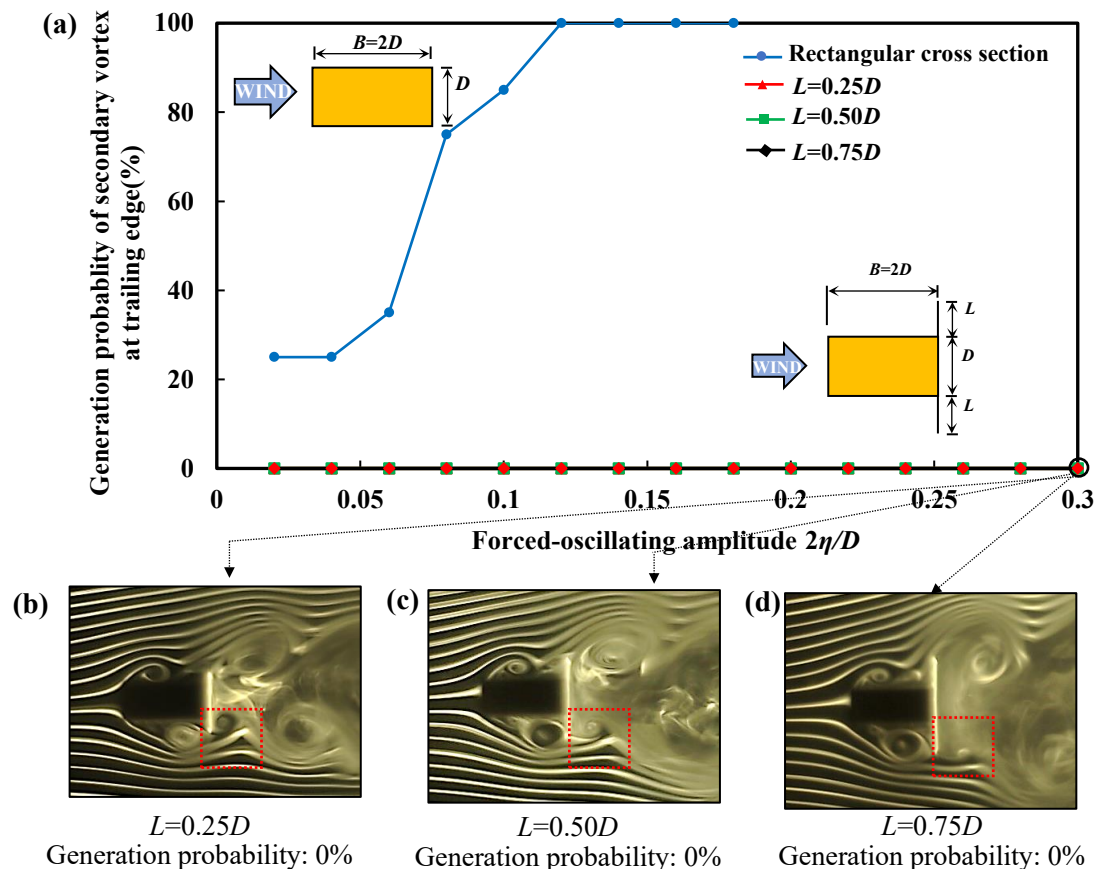 (a)
Generation probablity of secondary vortex
at trailing edge(%)
100
80
60
40
20
0
0
0.05
0.1
0.15
0.2
0.25
0.3
Forced-oscillating amplitude 2η/D
B=2D
D
WIND
Rectangular cross section
L=0.25D
L=0.50D
L=0.75D
B=2D
L
D
L
WIND
(b)
(c)
(d)
L=0.25D
Generation probability: 0%
L=0.50D
Generation probability: 0%
L=0.75D
Generation probability: 0%